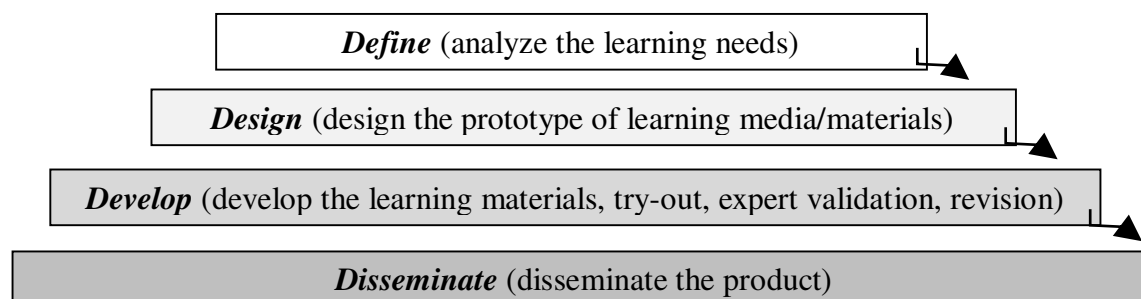 Define (analyze the learning needs)
Design (design the prototype of learning media/materials)
Develop (develop the learning materials, try-out, expert validation, revision)
Disseminate (disseminate the product)